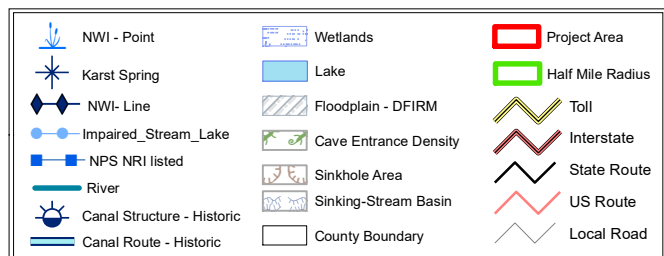 NWI - Point
Karst Spring
NWI- Line
Impaired_Stream_Lake
NPS NRI listed
River
Canal Structure - Historic
Canal Route - Historic
Wetlands
Lake
Floodplain - DFIRM
Cave Entrance Density
Sinkhole Area
Sinking-Stream Basin
County Boundary
Project Area
Half Mile Radius
Toll
Interstate
State Route
US Route
Local Road